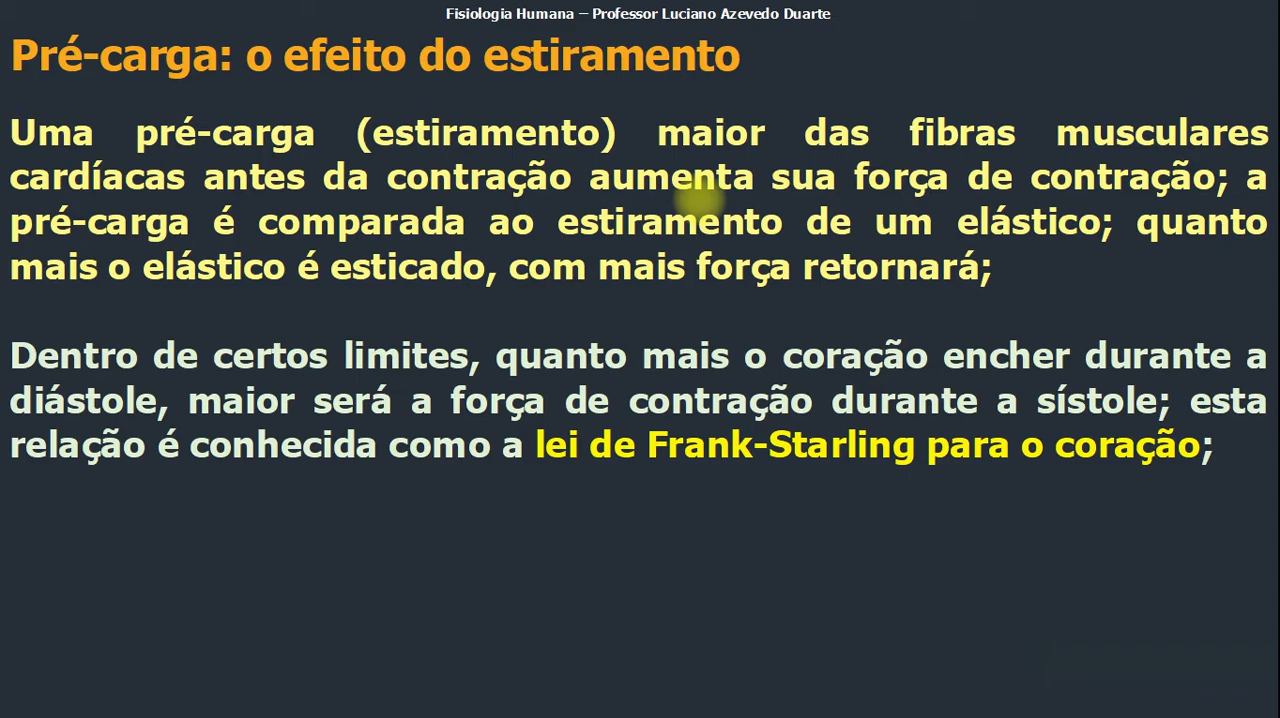 Fisiologia Humana – Professor Luciano Azevedo Duarte
Pré-carga: o efeito do estiramento
Uma pré-carga (estiramento) maior das fibras musculares
cardíacas antes da contração aumenta sua força de contração; a
pré-carga é comparada ao estiramento de um elástico; quanto
mais o elástico é esticado, com mais força retornará;
Dentro de certos limites, quanto mais o coração encher durante a
diástole, maior será a força de contração durante a sístole; esta
relação é conhecida como a lei de Frank-Starling para o coração;